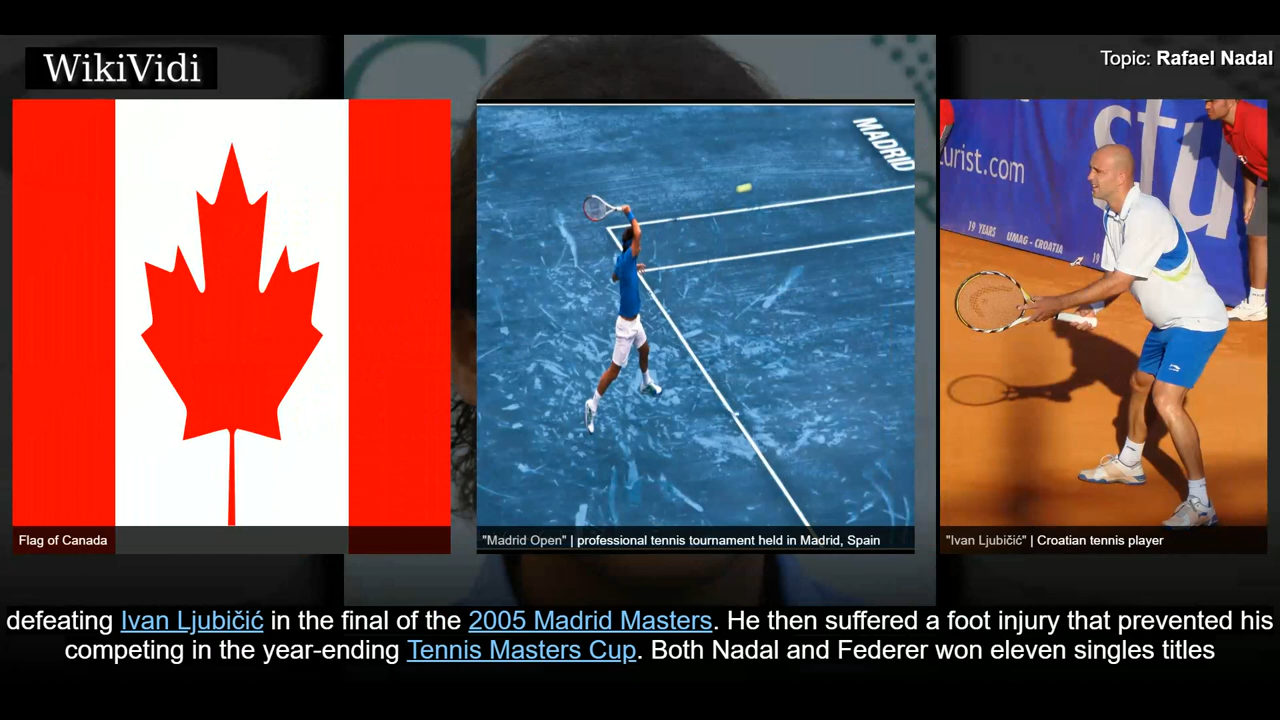 WikiVidi
Topic: Rafael Nadal
MADRID
urist.com
sfu
19 YEARS UMAG - CROATIA 19
Flag of Canada
"Madrid Open" | professional tennis tournament held in Madrid, Spain
"Ivan Ljubičić" | Croatian tennis player
defeating Ivan Ljubičić in the final of the 2005 Madrid Masters. He then suffered a foot injury that prevented his
competing in the year-ending Tennis Masters Cup. Both Nadal and Federer won eleven singles titles